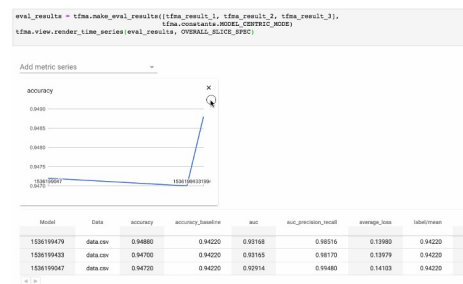 eval_results = tfma.make_eval_results([tfma_result_1, tfma_result_2, tfma_result_3],
tfma.constants.MODEL_CENTRIC_MODE)
tfma.view.render_time_series(eval_results, OVERALL_SLICE_SPEC)
Add metric series
accuracy
×
0.9490
0.9485
0.9480
0.9475
0.9470
1536199047
Model Data accuracy accuracy_baseline auc auc_precision_recall average_loss label/mean
1536199479 data.csv 0.94880 0.94220 0.93168 0.98516 0.13980 0.94220
1536199433 data.csv 0.94700 0.94220 0.93165 0.98170 0.13979 0.94220
1536199047 data.csv 0.94720 0.94220 0.92914 0.99480 0.14103 0.94220